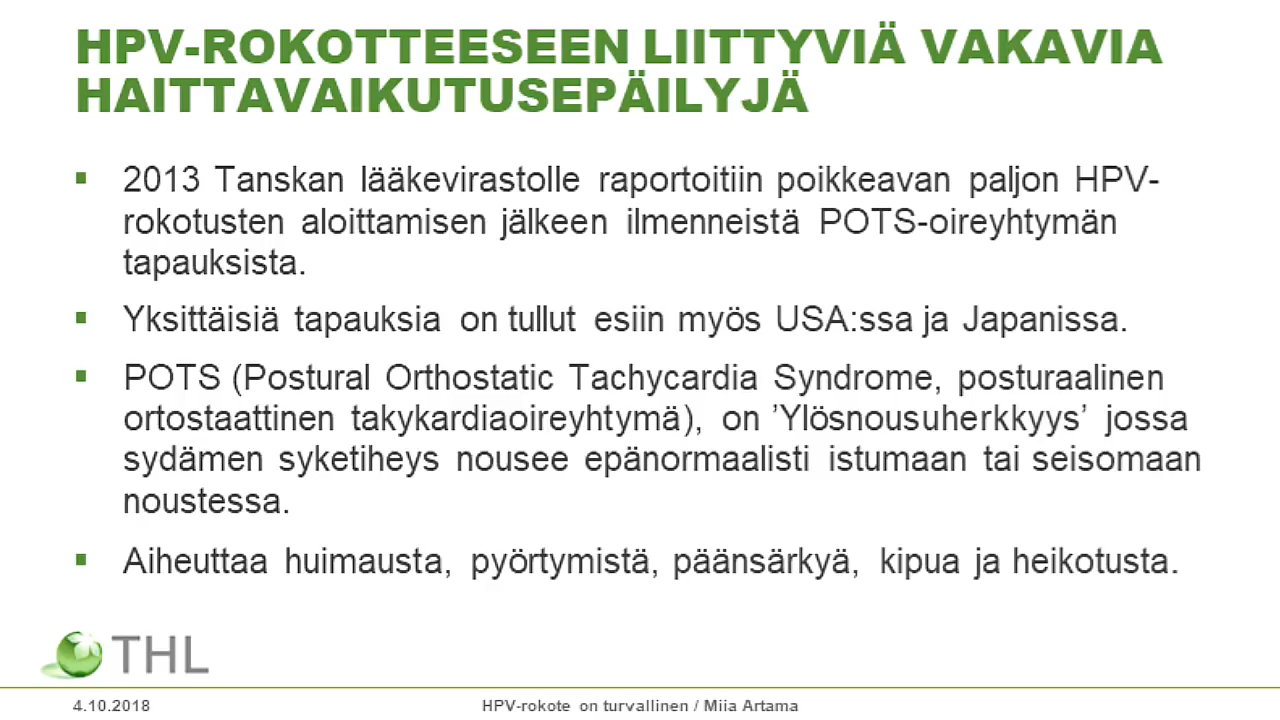 HPV-ROKOTTEESEEN LIITTYVIÄ VAKAVIA
HAITTAVAIKUTUSEPÄILYJÄ
▪ 2013 Tanskan lääkevirastolle raportoitiin poikkeavan paljon HPV-
rokotusten aloittamisen jälkeen ilmenneistä POTS-oireyhtymän
tapauksista.
▪ Yksittäisiä tapauksia on tullut esiin myös USA:ssa ja Japanissa.
▪ POTS (Postural Orthostatic Tachycardia Syndrome, posturaalinen
ortostaattinen takykardiaoireyhtymä), on ’Ylösnousuherkkyys’ jossa
sydämen syketiheys nousee epänormaalisti istumaan tai seisomaan
noustessa.
▪ Aiheuttaa huimausta, pyörtymistä, päänsärkyä, kipua ja heikotusta.
THL
4.10.2018
HPV-rokote on turvallinen / Miia Artama